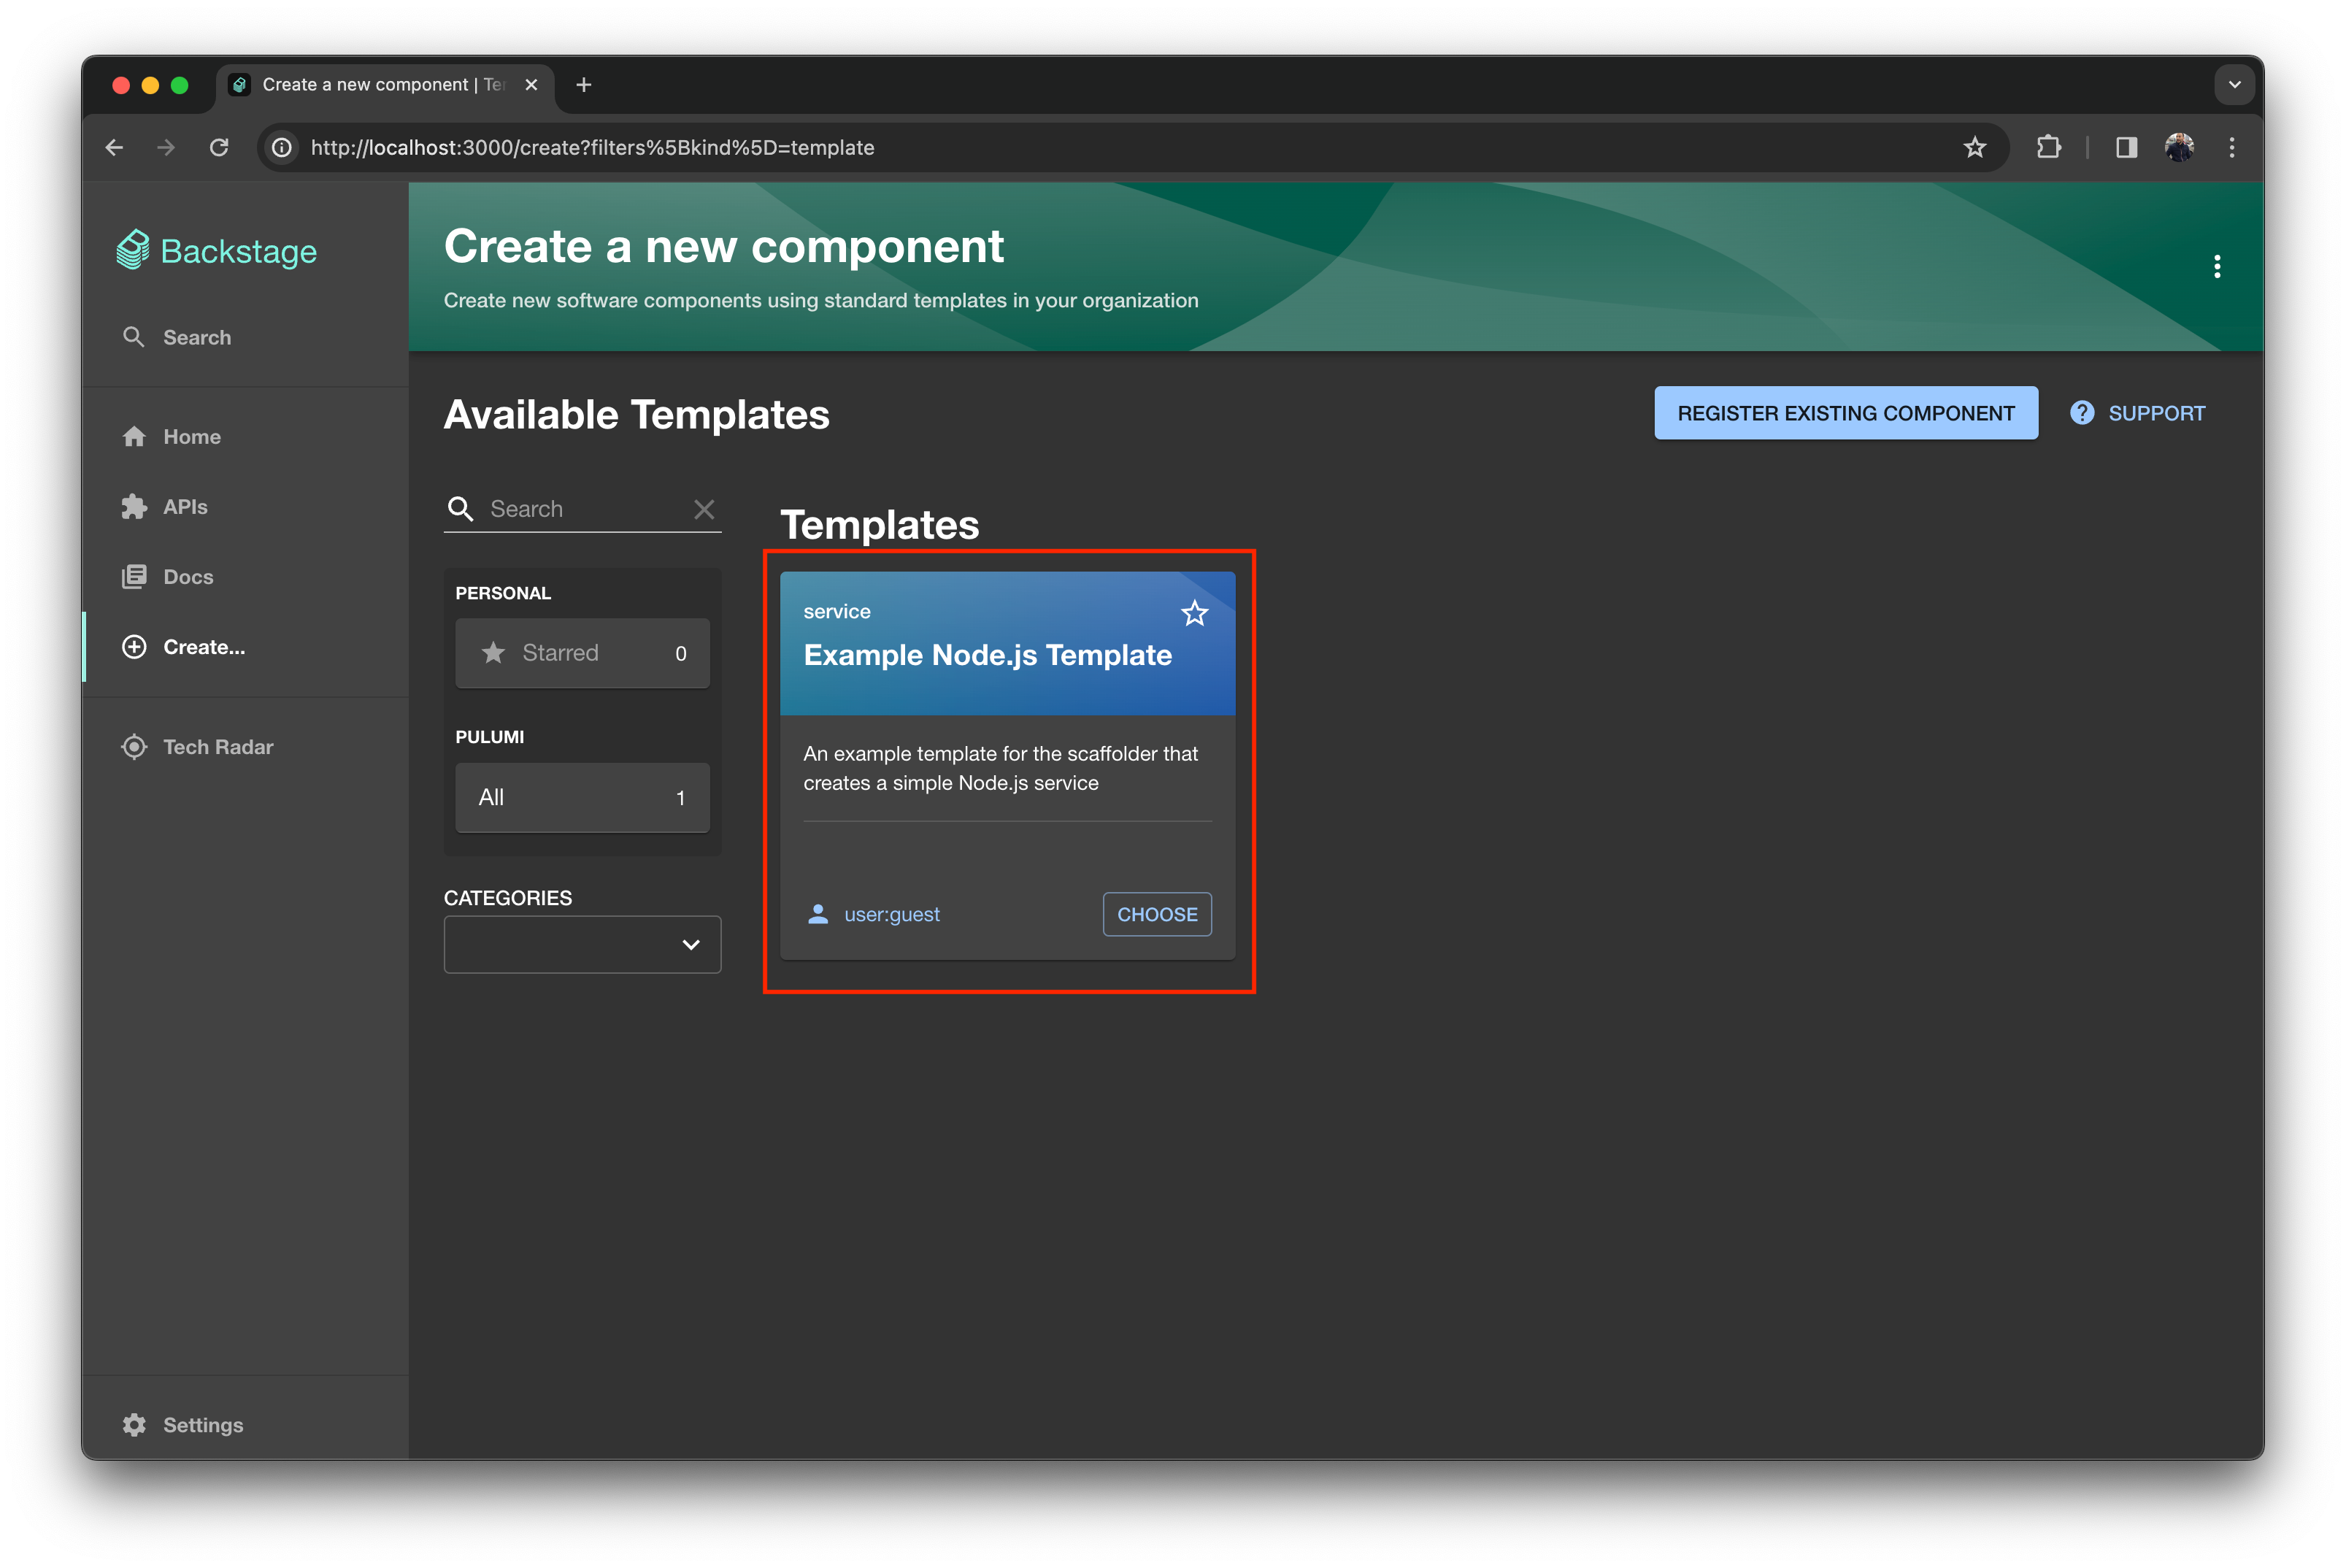 Create a new component | Te
http://localhost:3000/create?filters%5Bkind%5D=template
Backstage
Search
Home
APIs
Docs
Create...
Tech Radar
Settings
Create a new component
Create new software components using standard templates in your organization
Available Templates
REGISTER EXISTING COMPONENT
SUPPORT
Search
PERSONAL
Starred 0
PULUMI
All 1
CATEGORIES
Templates
service
Example Node.js Template
An example template for the scaffolder that
creates a simple Node.js service
user:guest
CHOOSE